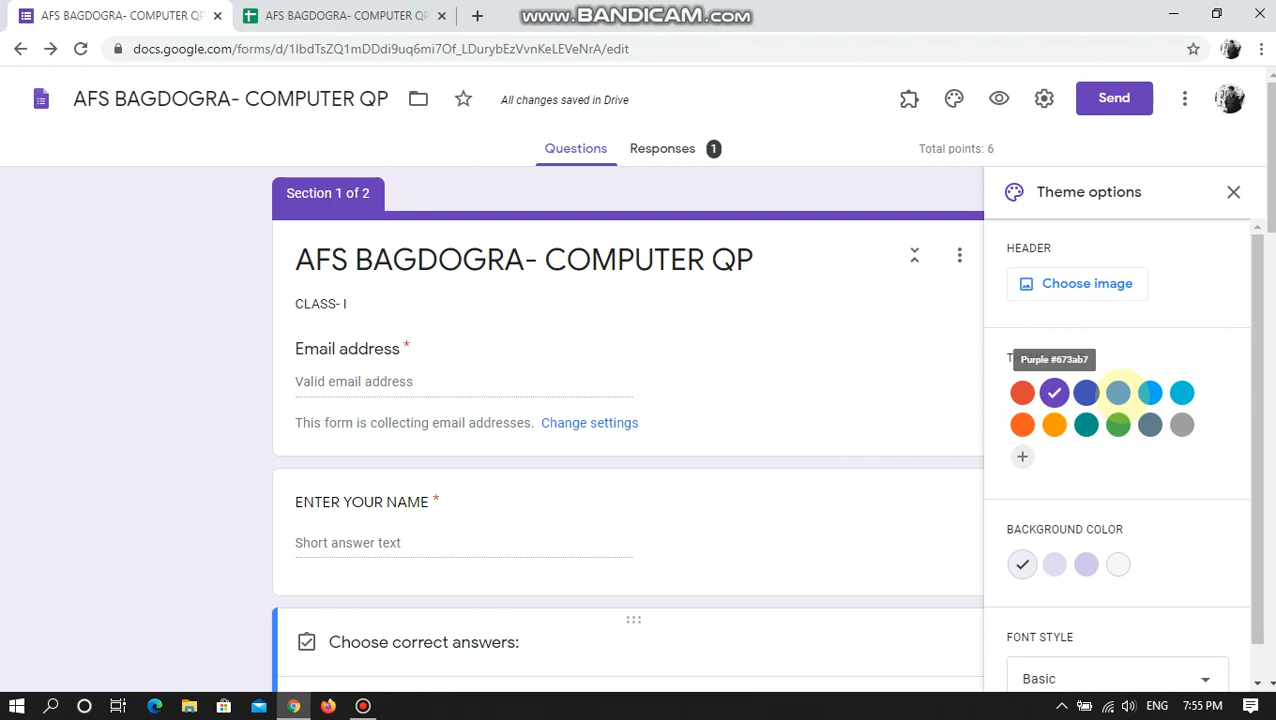 AFS BAGDOGRA- COMPUTER QP
AFS BAGDOGRA- COMPUTER QP
www.BANDICAM.com
docs.google.com/forms/d/1IbdTsZQ1mDDdi9uq6mi7Of_LDurybEzVvnKeLEVeNrA/edit
AFS BAGDOGRA- COMPUTER QP
All changes saved in Drive
Send
Questions
Responses 1
Total points: 6
Section 1 of 2
Theme options
AFS BAGDOGRA- COMPUTER QP
HEADER
Choose image
CLASS- I
Email address *
Purple #673ab7
Valid email address
This form is collecting email addresses. Change settings
ENTER YOUR NAME *
BACKGROUND COLOR
Short answer text
Choose correct answers:
FONT STYLE
Basic
ENG
7:55 PM